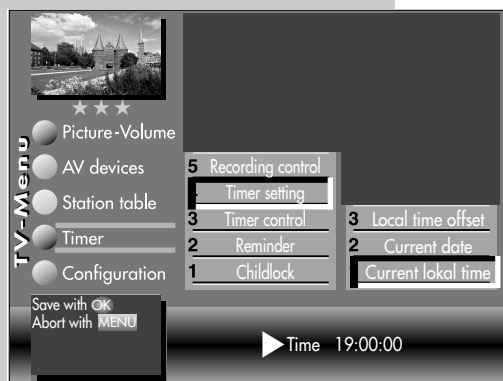 TV-Menu
Picture-Volume
AV devices
Station table
Timer
Configuration
5 Recording control
Timer setting
3 Timer control
2 Reminder
1 Childlock
3 Local time offset
2 Current date
Current lokal time
Save with OK
Abort with MENU
Time 19:00:00